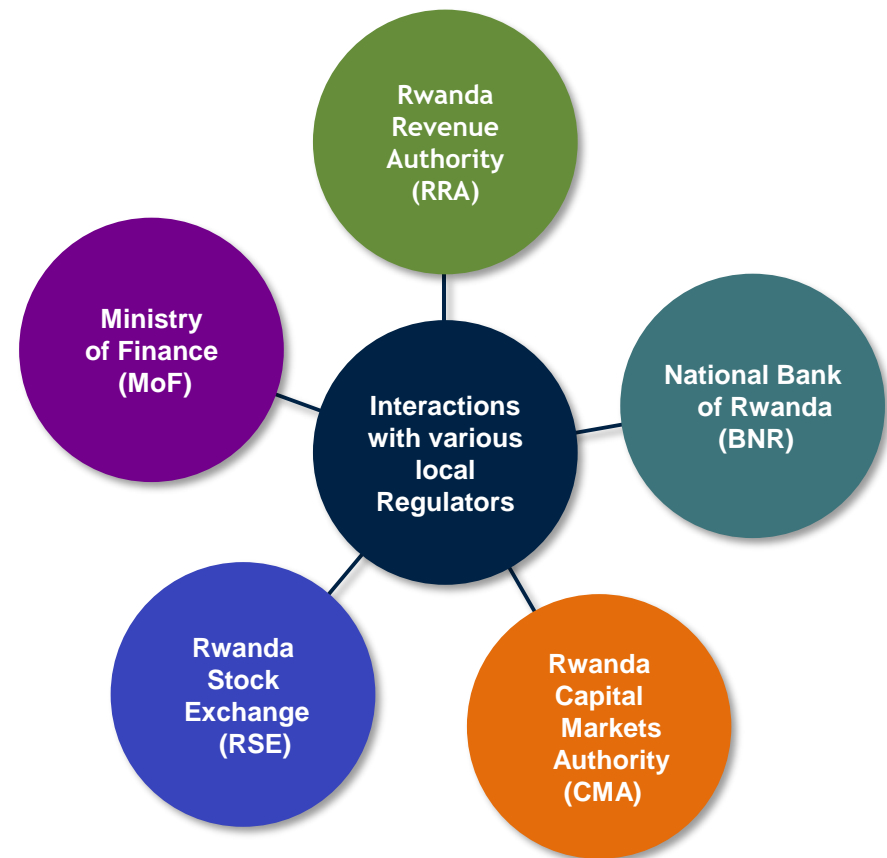 Rwanda
Revenue
Authority
(RRA)
Ministry
of Finance
(MoF)
National Bank
of Rwanda
(BNR)
Interactions
with various
local
Regulators
Rwanda
Stock
Exchange
(RSE)
Rwanda
Capital
Markets
Authority
(CMA)